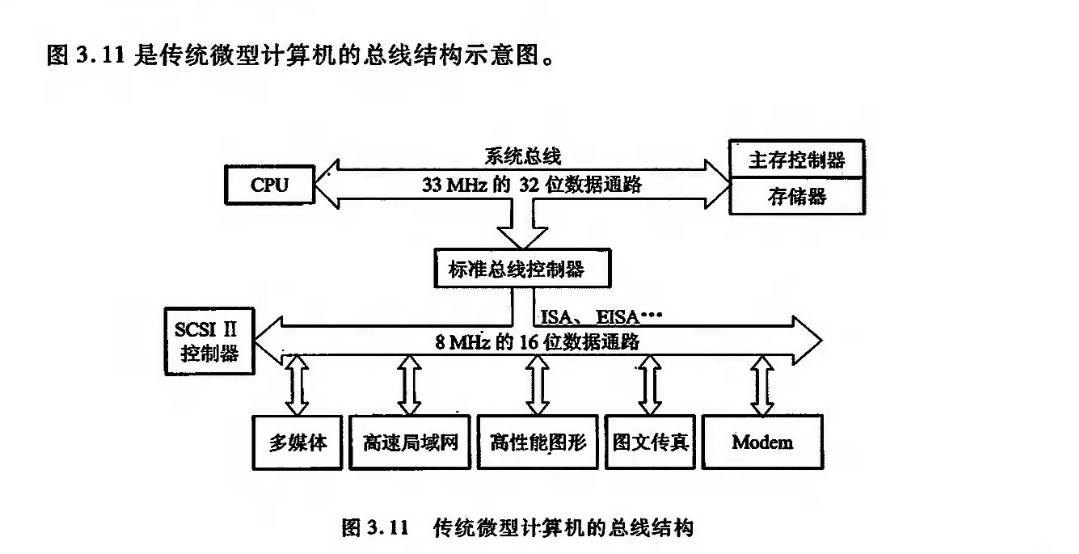 图 3.11 是传统微型计算机的总线结构示意图。
系统总线
主存控制器
CPU
33 MHz 的 32 位数据通路
存储器
标准总线控制器
ISA、EISA···
SCSI II
控制器
8 MHz 的 16 位数据通路
多媒体
高速局域网
高性能图形
图文传真
Modem
图 3.11 传统微型计算机的总线结构